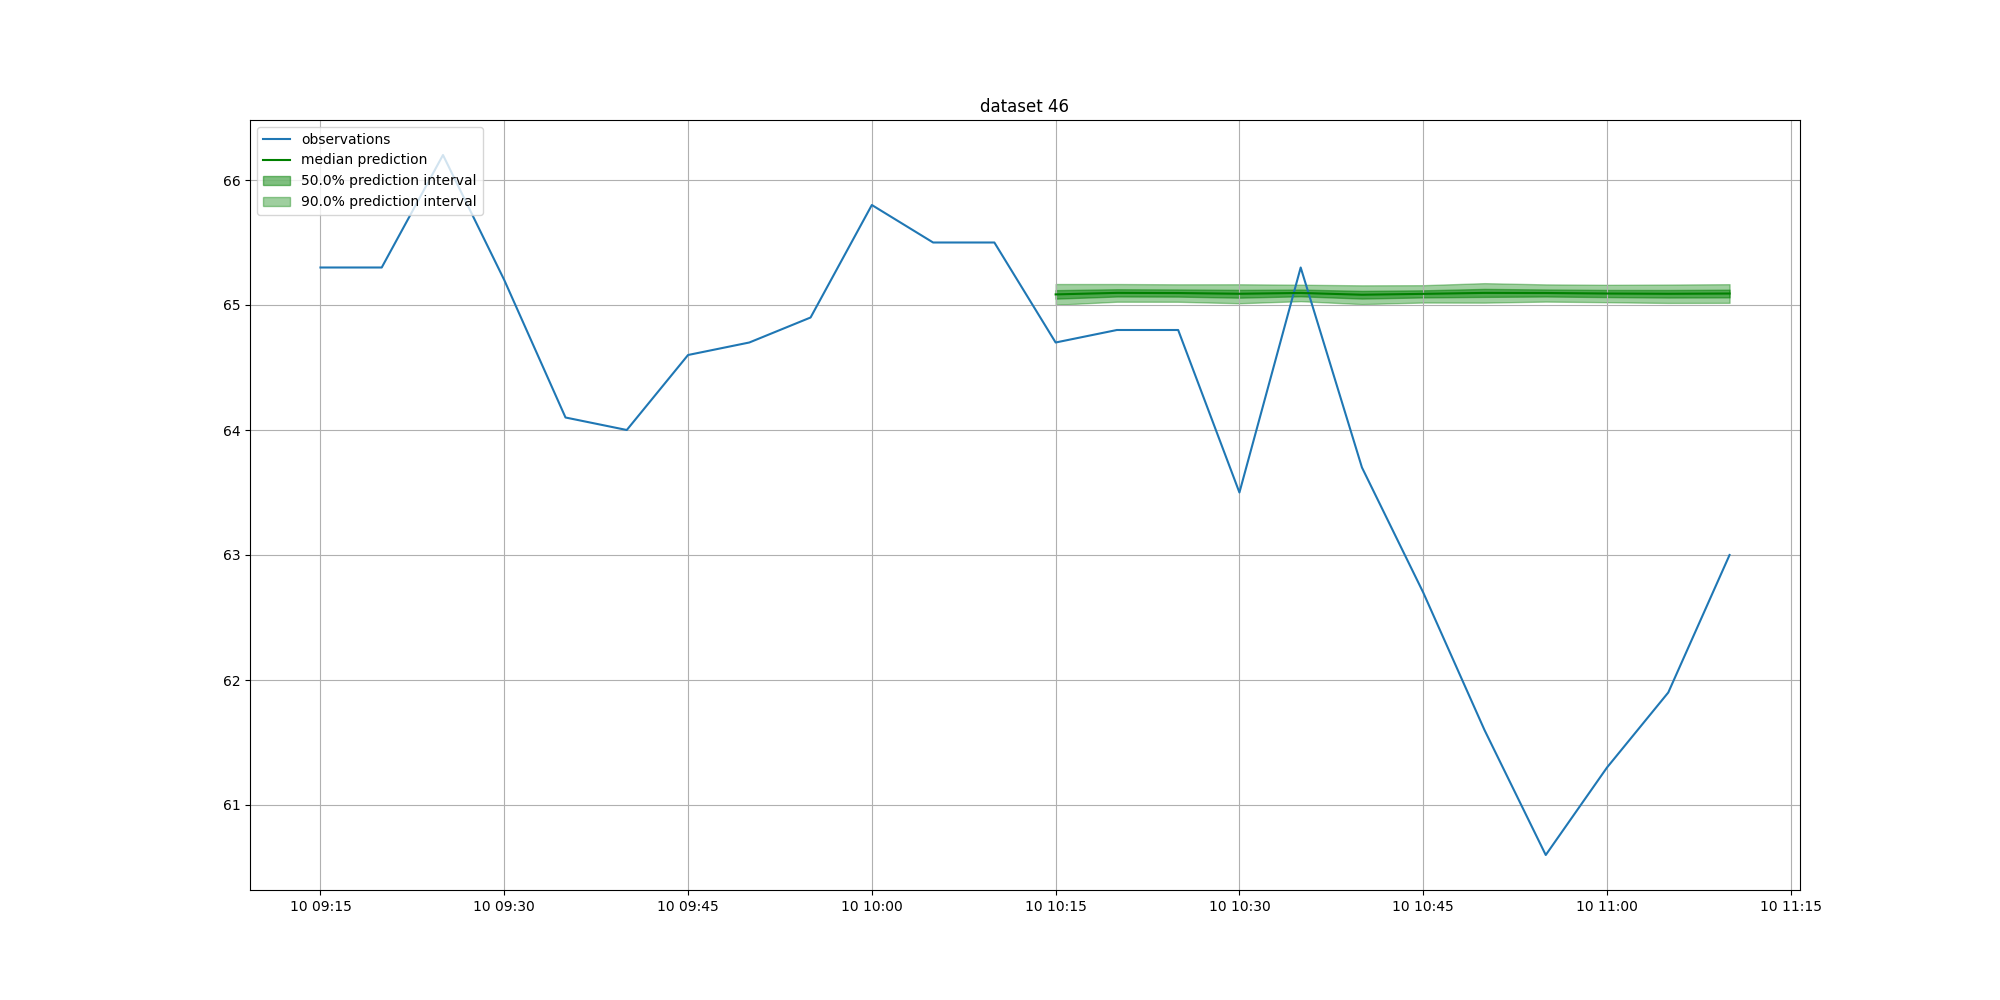 dataset 46
observations
median prediction
50.0% prediction interval
90.0% prediction interval
66
65
64
63
62
61
10 09:15 10 09:30 10 09:45 10 10:00 10 10:15 10 10:30 10 10:45 10 11:00 10 11:15